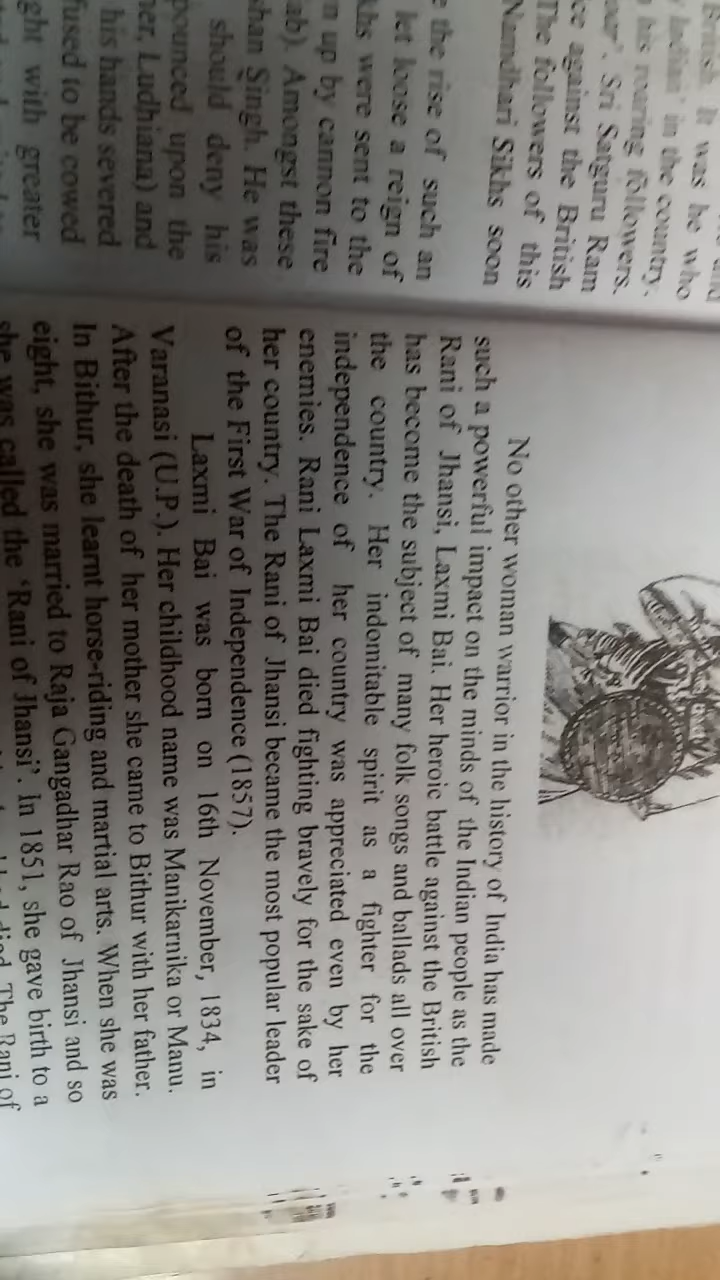 It was he who
Indian' in the country.
his roaring followers.
Sri Satguru Ram
against the British
The followers of this
Namdhari Sikhs soon
the rise of such an
let loose a reign of
were sent to the
up by cannon fire
Amongst these
Singh. He was
should deny his
pounced upon the
Ludhiana) and
his hands severed
to be cowed
with greater
No other woman warrior in the history of India has made
such a powerful impact on the minds of the Indian people as the
Rani of Jhansi, Laxmi Bai. Her heroic battle against the British
has become the subject of many folk songs and ballads all over
the country. Her indomitable spirit as a fighter for the
independence of her country was appreciated even by her
enemies. Rani Laxmi Bai died fighting bravely for the sake of
her country. The Rani of Jhansi became the most popular leader
of the First War of Independence (1857).
Laxmi Bai was born on 16th November, 1834, in
Varanasi (U.P.). Her childhood name was Manikarnika or Manu.
After the death of her mother she came to Bithur with her father.
In Bithur, she learnt horse-riding and martial arts. When she was
eight, she was married to Raja Gangadhar Rao of Jhansi and so
she was called the 'Rani of Jhansi'. In 1851, she gave birth to a
died. The Rani of